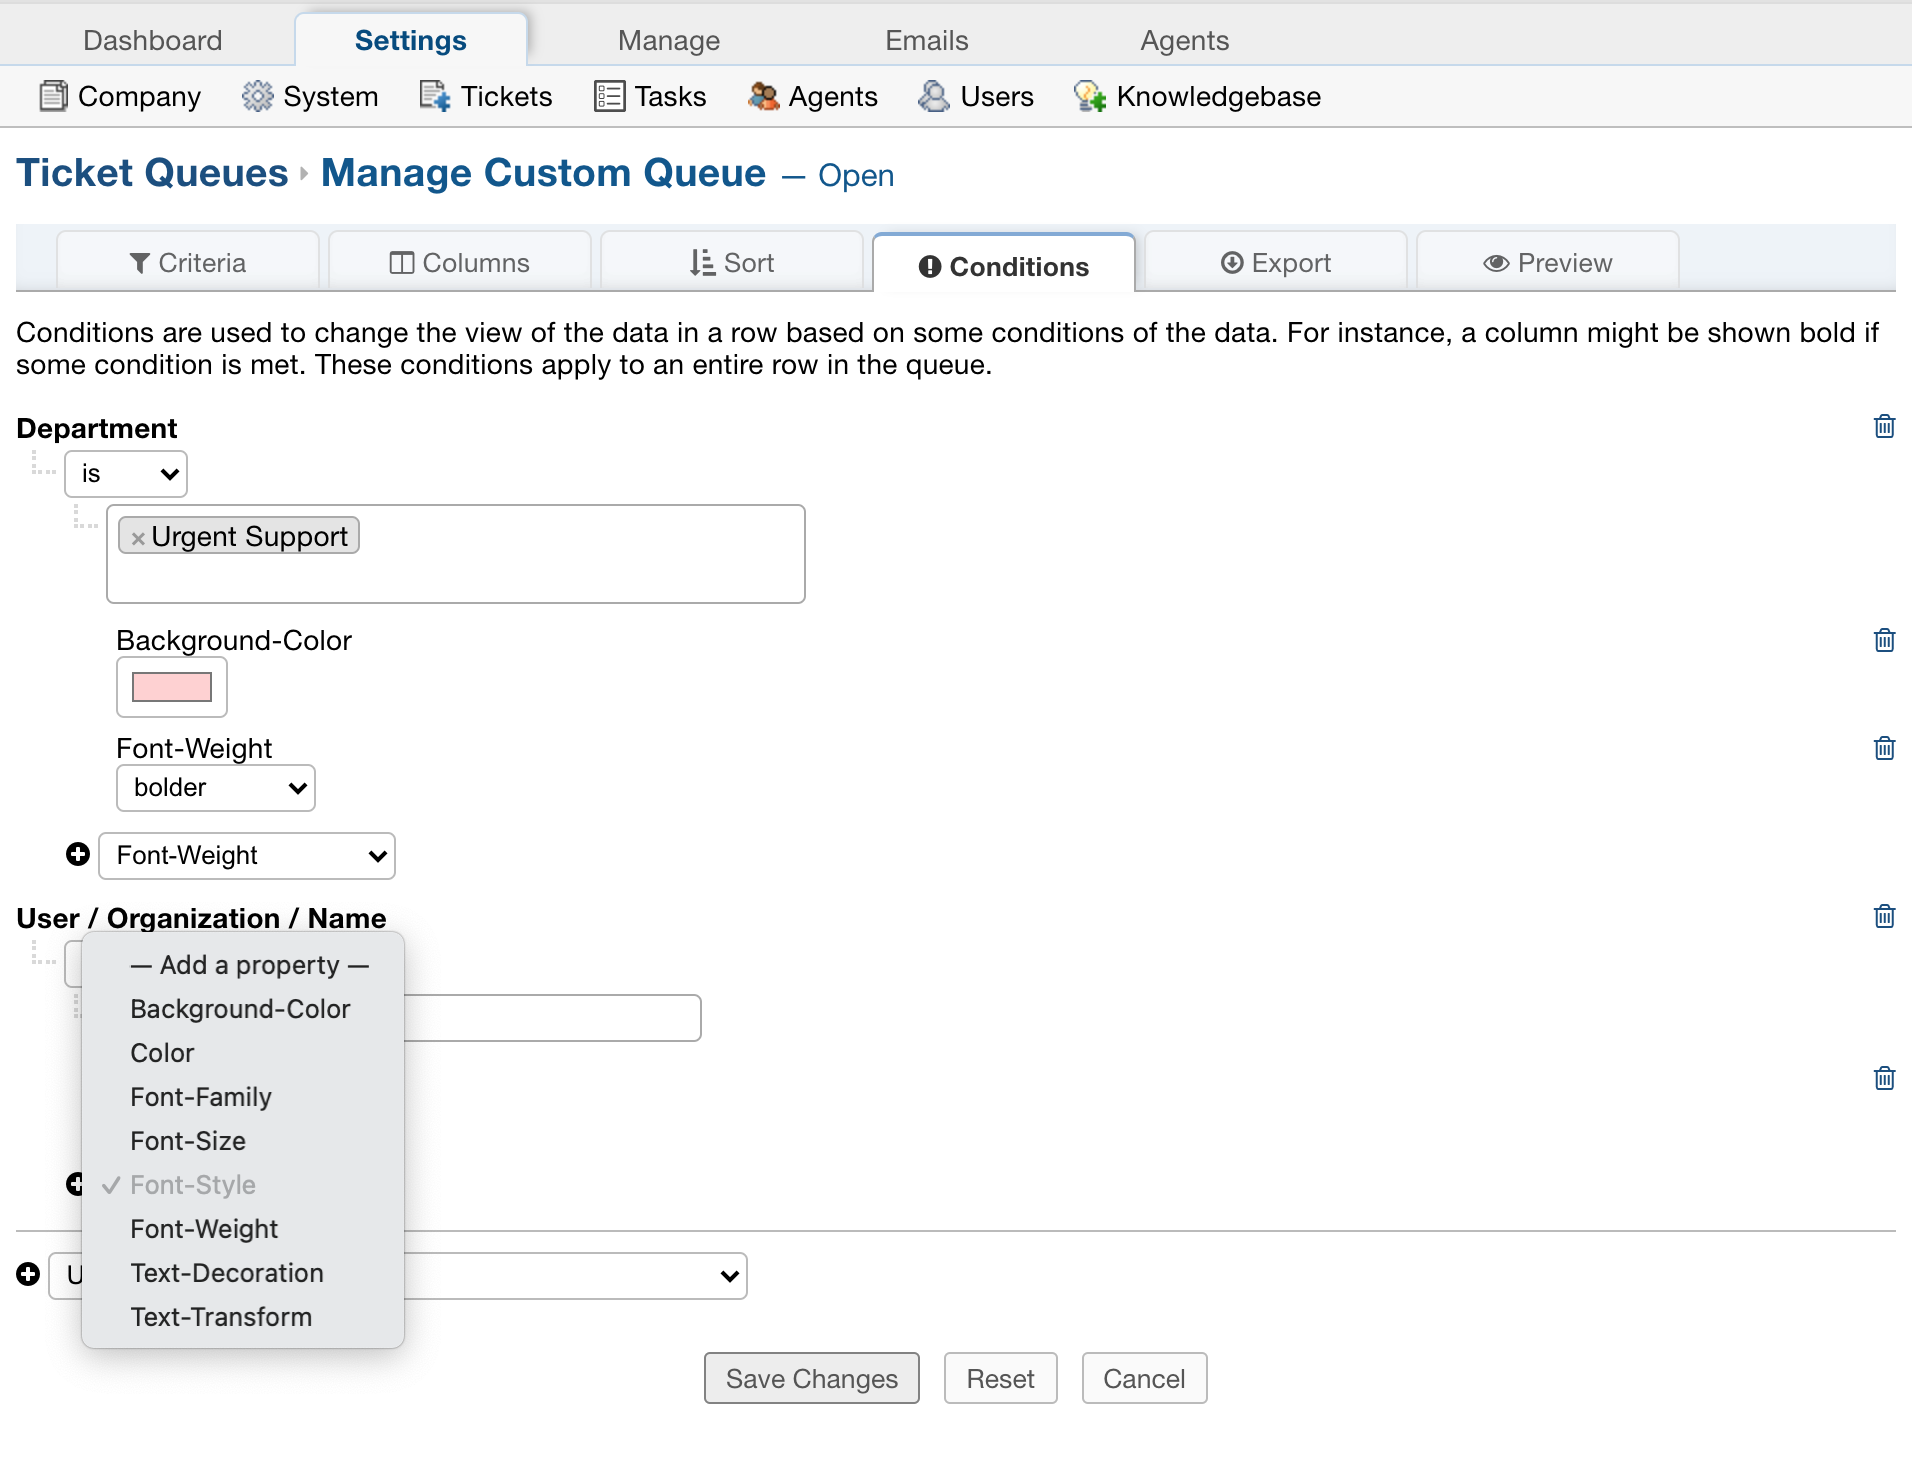 Dashboard Settings Manage Emails Agents
Company System Tickets Tasks Agents Users Knowledgebase
Ticket Queues Manage Custom Queue — Open
Criteria Columns Sort Conditions Export Preview
Conditions are used to change the view of the data in a row based on some conditions of the data. For instance, a column might be shown bold if
some condition is met. These conditions apply to an entire row in the queue.
Department
is
× Urgent Support
Background-Color
Font-Weight
bolder
Font-Weight
User / Organization / Name
— Add a property —
Background-Color
Color
Font-Family
Font-Size
✓ Font-Style
Font-Weight
Text-Decoration
Text-Transform
Save Changes Reset Cancel